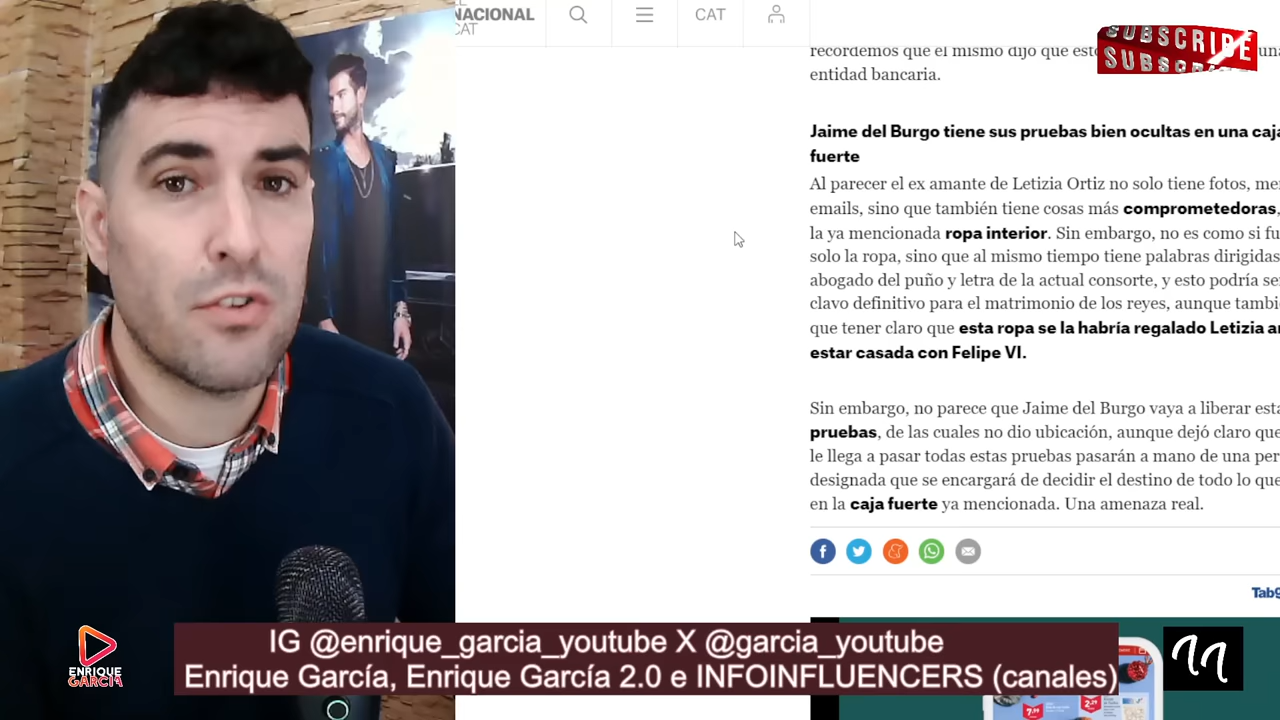 NACIONAL
CAT
CAT
SUBSCRIBE
SUBSCRIBE
recordemos que el mismo dijo que
entidad bancaria.
Jaime del Burgo tiene sus pruebas bien ocultas en una caj
fuerte
Al parecer el ex amante de Letizia Ortiz no solo tiene fotos, me
emails, sino que también tiene cosas más comprometedoras,
la ya mencionada ropa interior. Sin embargo, no es como si fu
solo la ropa, sino que al mismo tiempo tiene palabras dirigidas
abogado del puño y letra de la actual consorte, y esto podría se
clavo definitivo para el matrimonio de los reyes, aunque tambi
que tener claro que esta ropa se la habría regalado Letizia a
estar casada con Felipe VI.
Sin embargo, no parece que Jaime del Burgo vaya a liberar est
pruebas, de las cuales no dio ubicación, aunque dejó claro que
le llega a pasar todas estas pruebas pasarán a mano de una per
designada que se encargará de decidir el destino de todo lo que
en la caja fuerte ya mencionada. Una amenaza real.
Tab
IG @enrique_garcia_youtube X @garcia_youtube
Enrique García, Enrique García 2.0 e INFOINFLUENCERS (canales)
ENRIQUE
GARCÍA